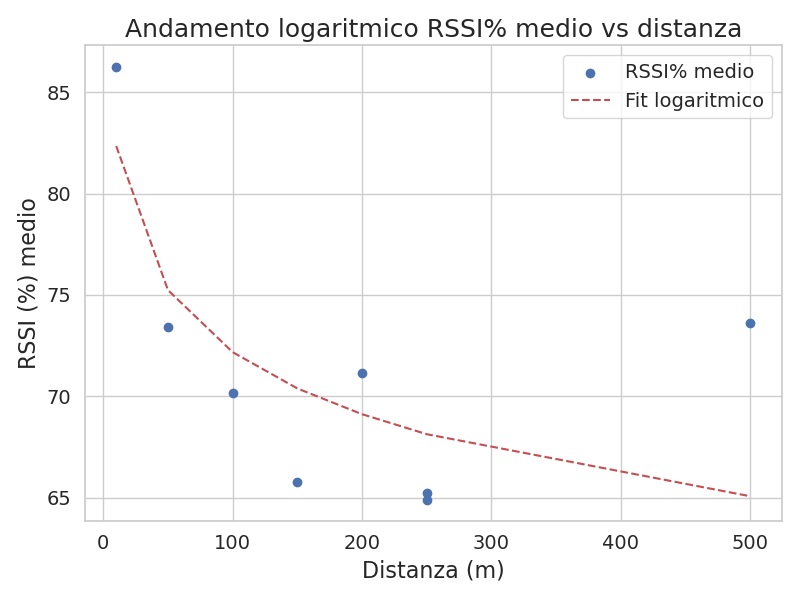 Andamento logaritmico RSSI% medio vs distanza
RSSI% medio
Fit logaritmico
RSSI (%) medio
85
80
75
70
65
0
100
200
300
400
500
Distanza (m)